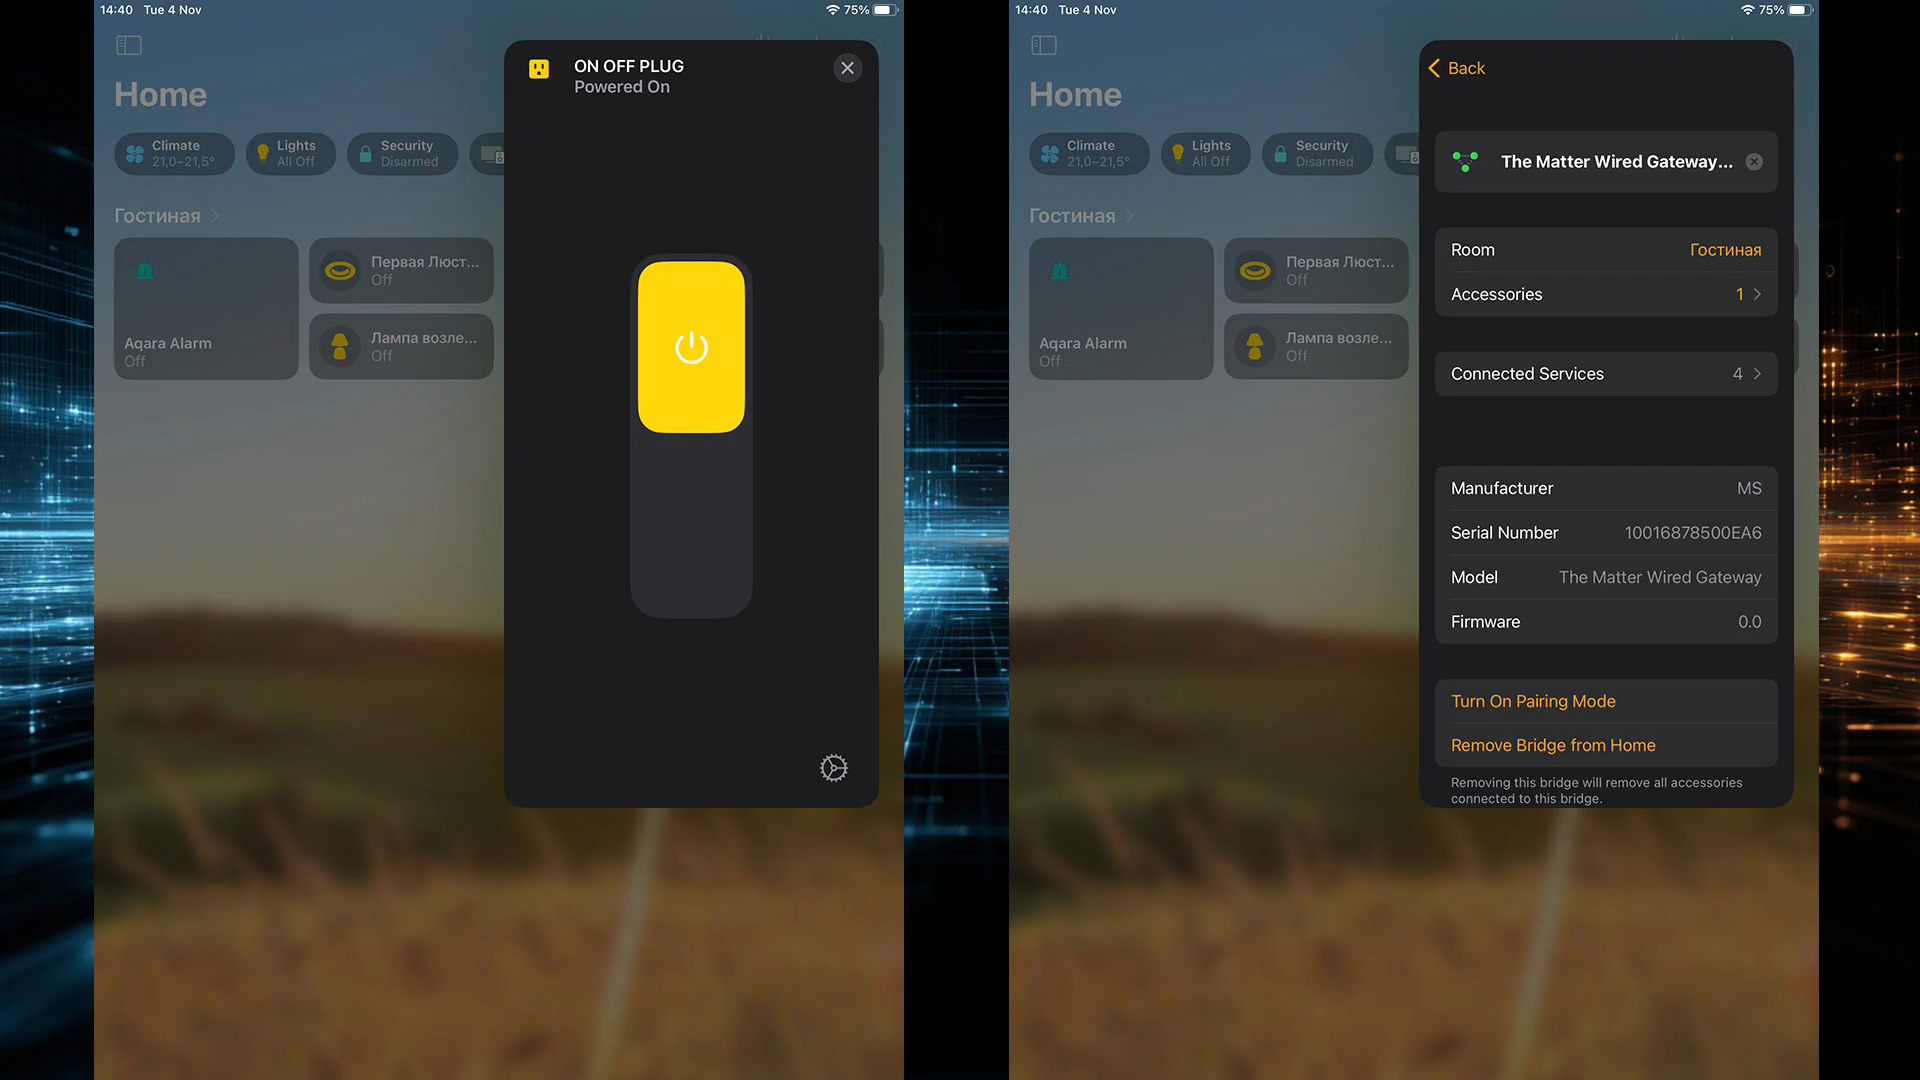 14:40 Tue 4 Nov
75%
Home
Climate
21,0–21,5°
Lights
All Off
Security
Disarmed
Гостиная
Aqara Alarm
Off
Первая Люст...
Off
Лампа возле...
Off
ON OFF PLUG
Powered On
14:40 Tue 4 Nov
75%
Home
Climate
21,0–21,5°
Lights
All Off
Security
Disarmed
Гостиная
Aqara Alarm
Off
Первая Люст...
Off
Лампа возле...
Off
Back
The Matter Wired Gateway...
Room Гостиная
Accessories 1
Connected Services 4
Manufacturer MS
Serial Number 10016878500EA6
Model The Matter Wired Gateway
Firmware 0.0
Turn On Pairing Mode
Remove Bridge from Home
Removing this bridge will remove all accessories
connected to this bridge.